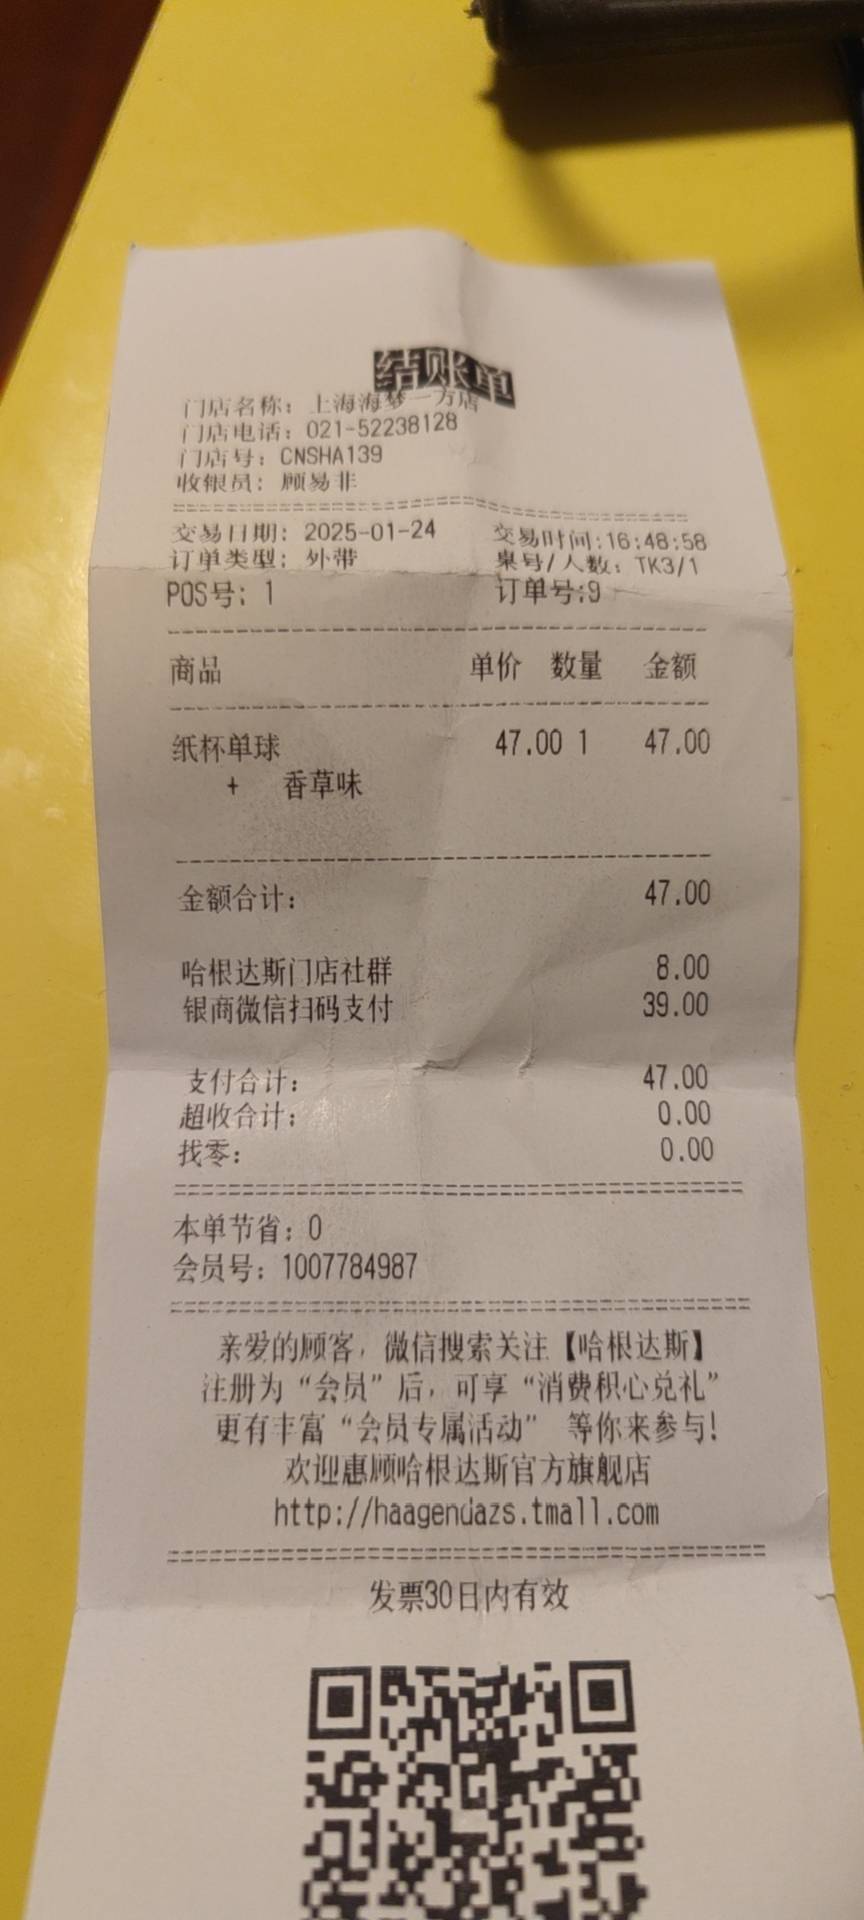 结账单
门店名称：上海海梦一方店
门店电话：021-52238128
门店号：CNSHA139
收银员：顾易非
交易日期：2025-01-24 交易时间:16:48:58
订单类型：外带 桌号/人数：TK3/1
POS号：1 订单号:9
商品 单价 数量 金额
纸杯单球 47.00 1 47.00
+ 香草味
金额合计： 47.00
哈根达斯门店社群 8.00
银商微信扫码支付 39.00
支付合计： 47.00
超收合计： 0.00
找零： 0.00
本单节省：0
会员号：1007784987
亲爱的顾客，微信搜索关注【哈根达斯】
注册为“会员”后，可享“消费积心兑礼”
更有丰富“会员专属活动” 等你来参与！
欢迎惠顾哈根达斯官方旗舰店
http://haagendazs.tmall.com
发票30日内有效